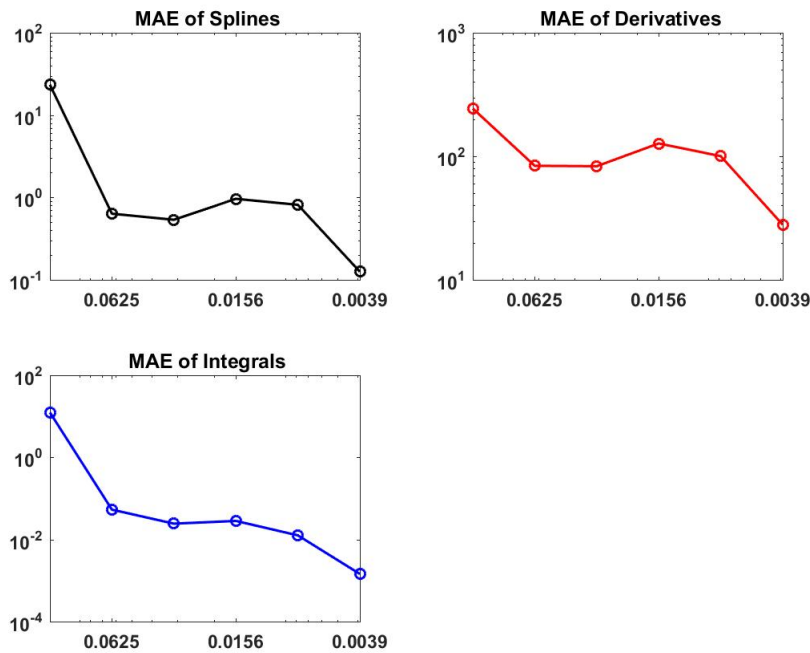 MAE of Splines
10^2
10^1
10^0
10^-1
0.0625 0.0156 0.0039
MAE of Derivatives
10^3
10^2
10^1
0.0625 0.0156 0.0039
MAE of Integrals
10^2
10^0
10^-2
10^-4
0.0625 0.0156 0.0039